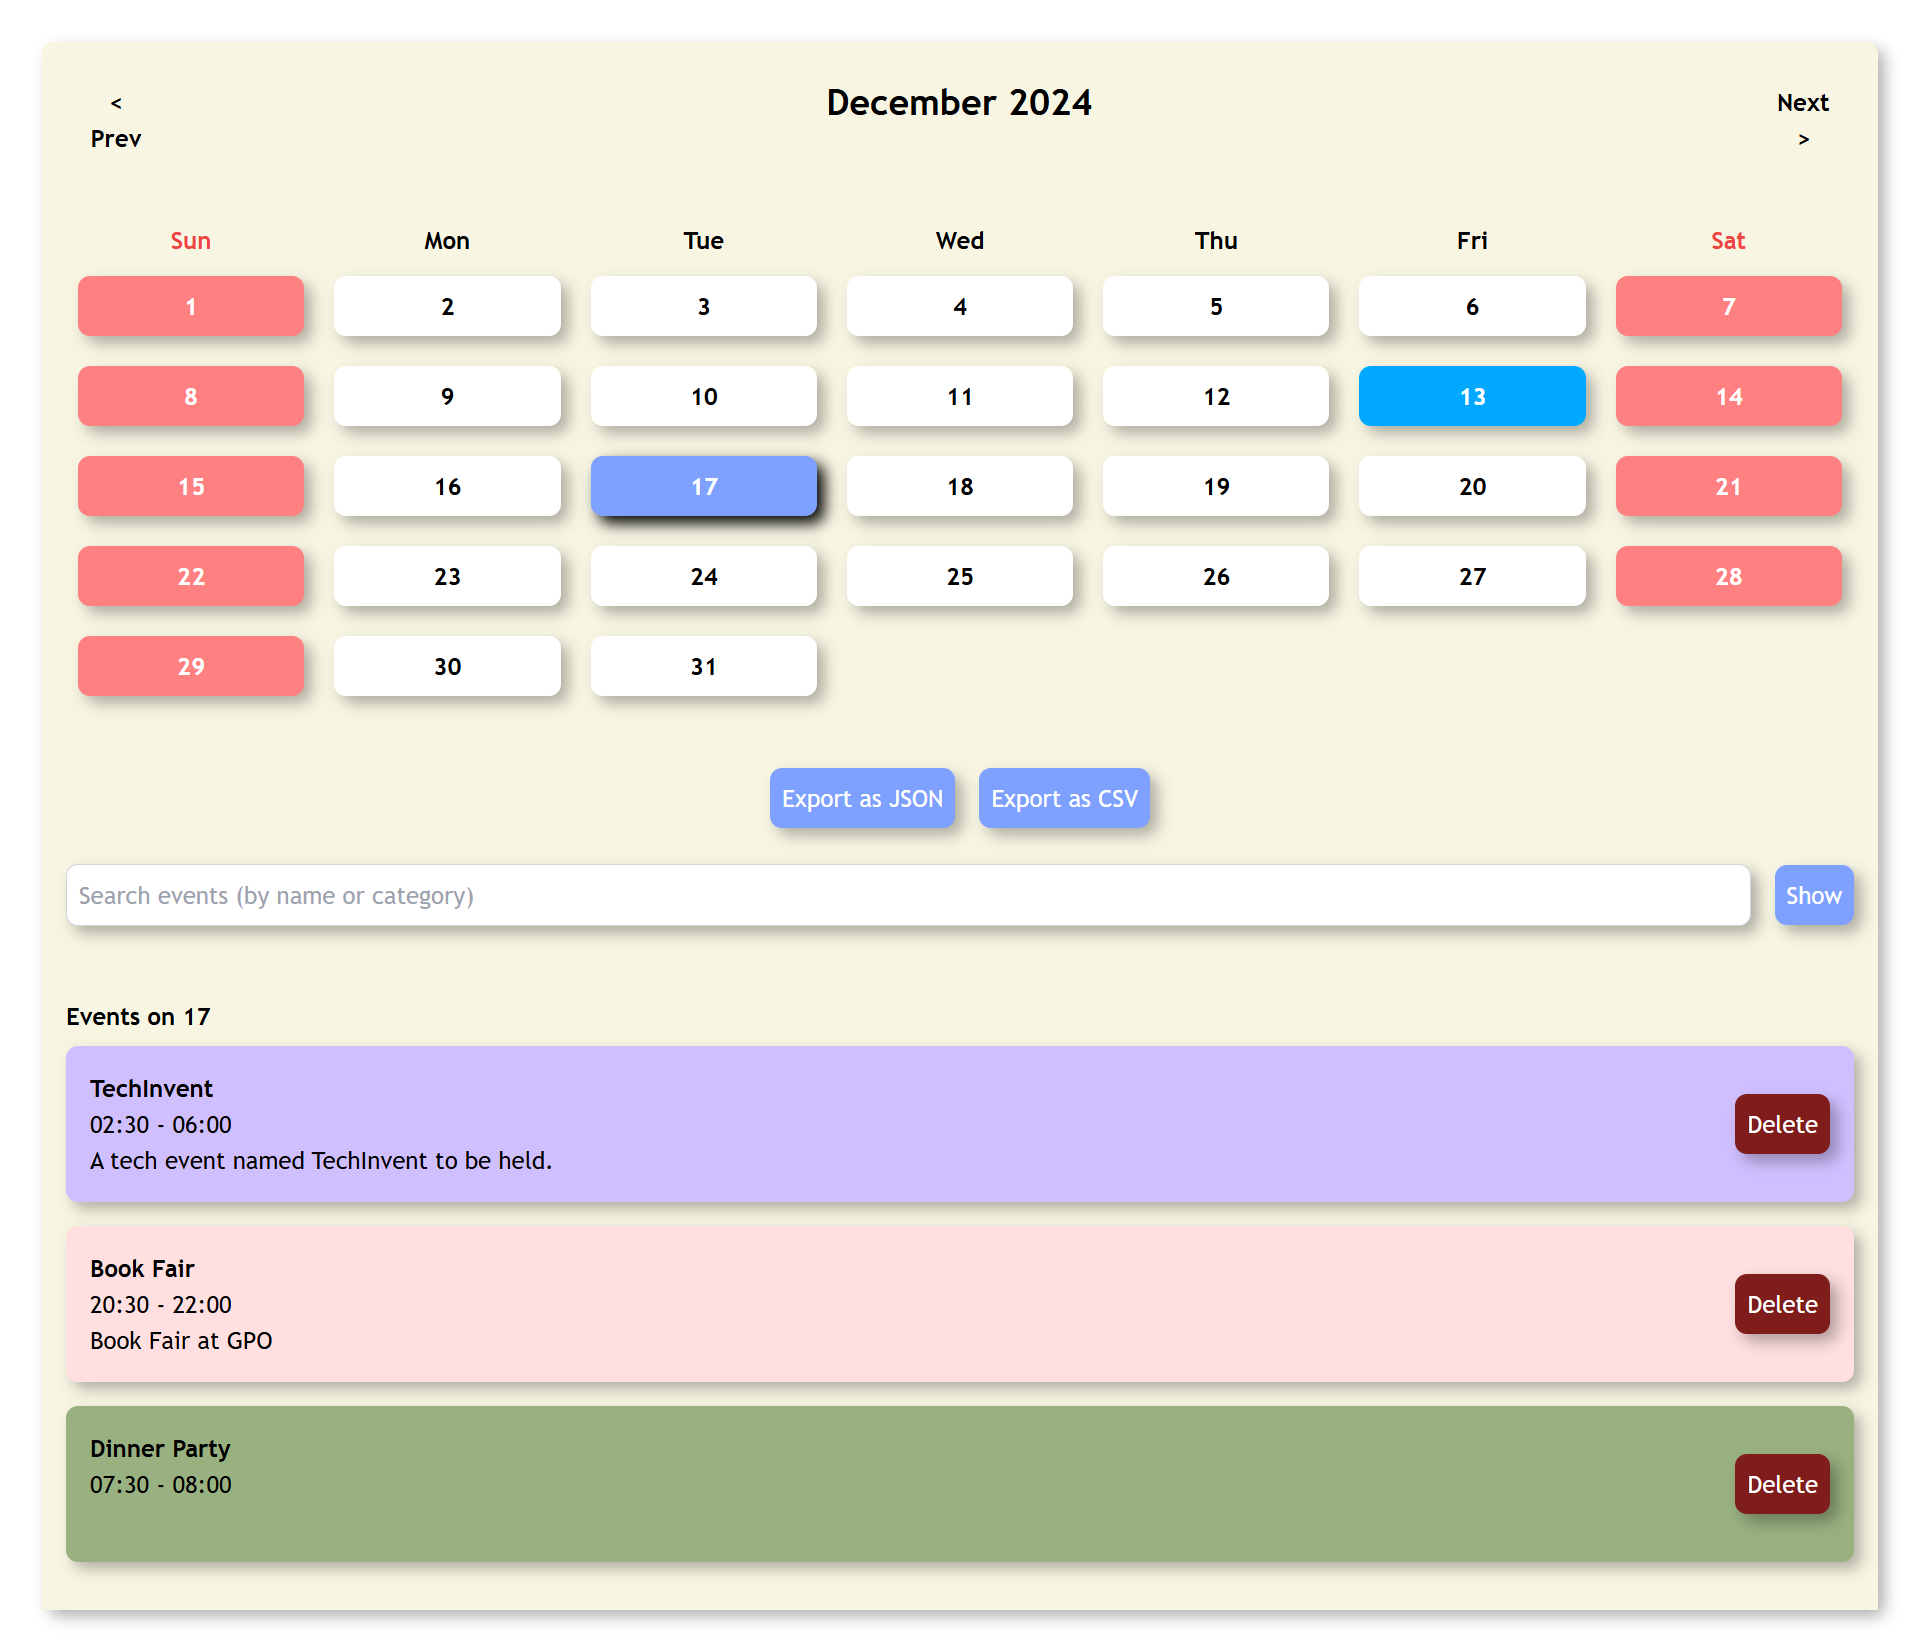 <
Prev
December 2024
Next
>
Sun Mon Tue Wed Thu Fri Sat
1 2 3 4 5 6 7
8 9 10 11 12 13 14
15 16 17 18 19 20 21
22 23 24 25 26 27 28
29 30 31
Export as JSON Export as CSV
Search events (by name or category) Show
Events on 17
TechInvent
02:30 - 06:00
A tech event named TechInvent to be held.
Delete
Book Fair
20:30 - 22:00
Book Fair at GPO
Delete
Dinner Party
07:30 - 08:00
Delete